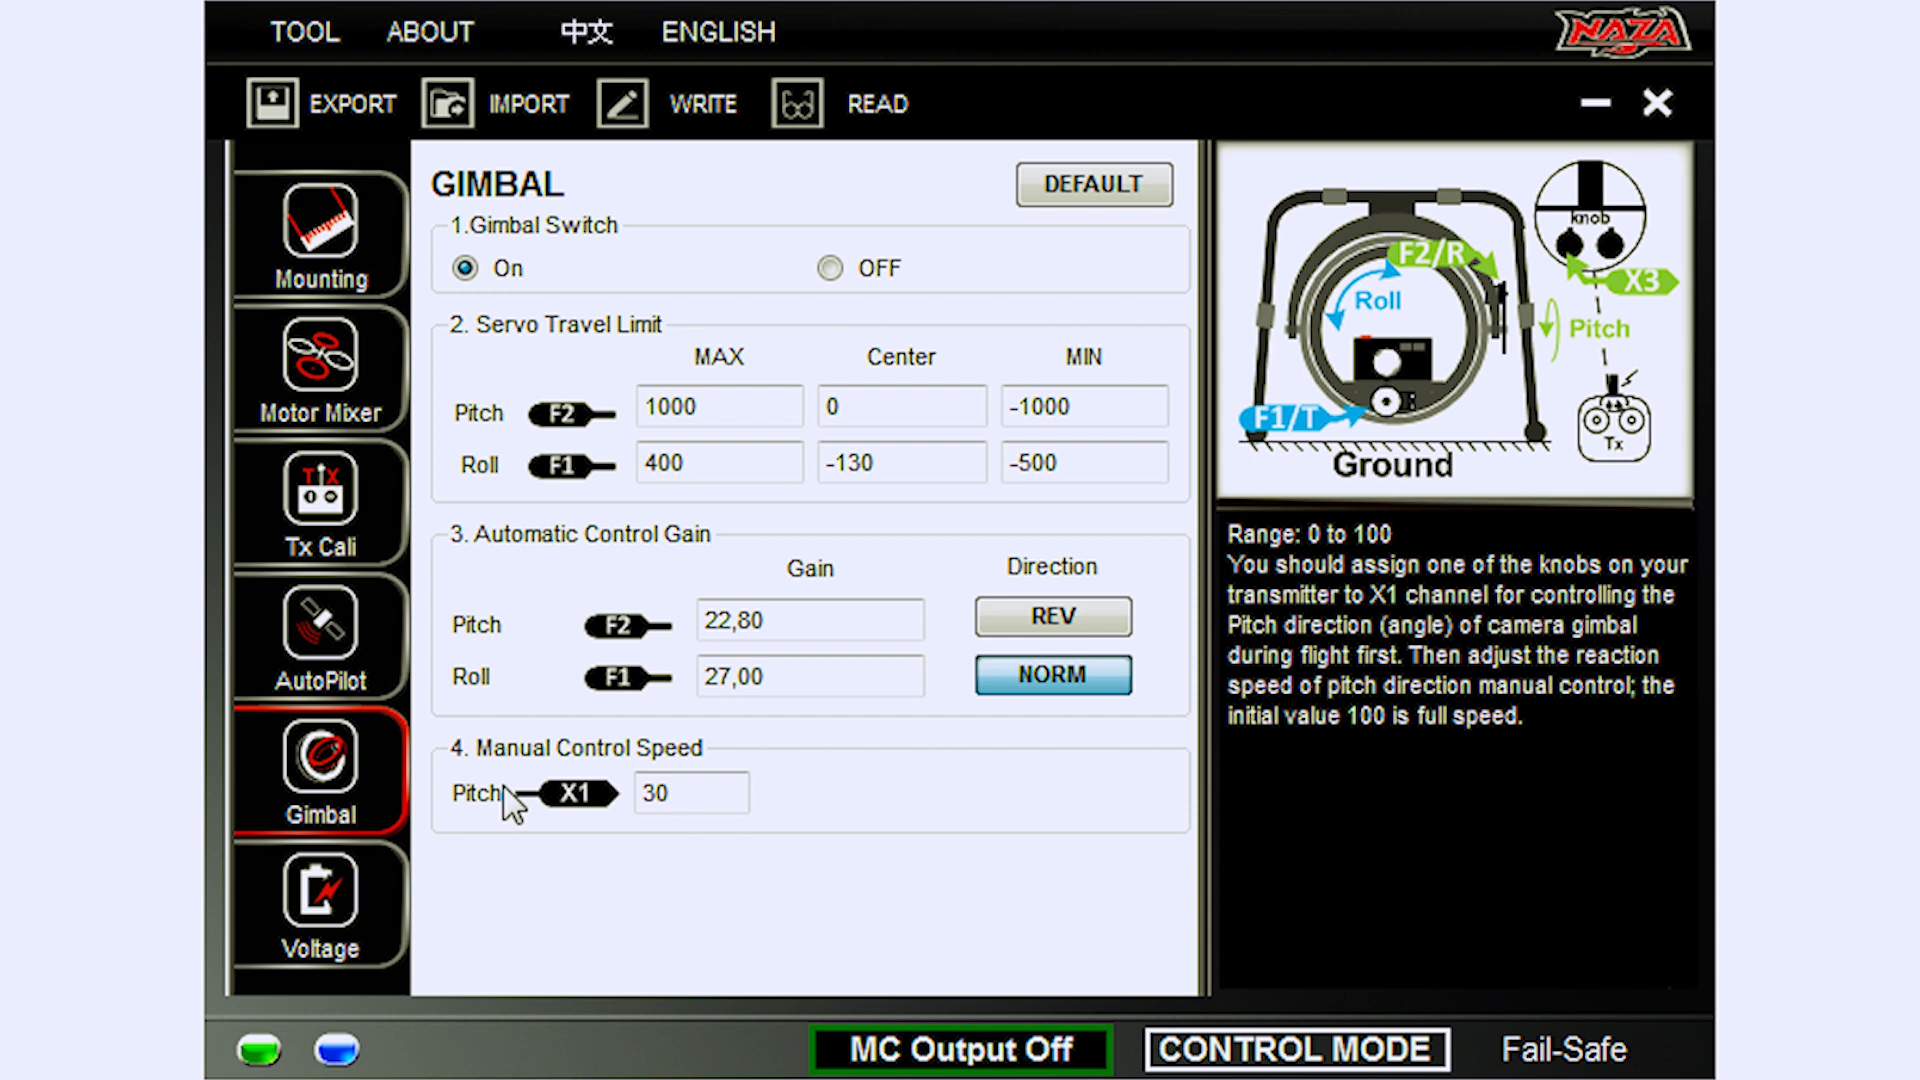 TOOL ABOUT 中文 ENGLISH
NAZA
EXPORT IMPORT WRITE READ
Mounting
Motor Mixer
TX
Tx Cali
AutoPilot
Gimbal
Voltage
GIMBAL
DEFAULT
1.Gimbal Switch
On OFF
2. Servo Travel Limit
MAX Center MIN
Pitch F2 1000 0 -1000
Roll F1 400 -130 -500
3. Automatic Control Gain
Gain Direction
Pitch F2 22,80 REV
Roll F1 27,00 NORM
4. Manual Control Speed
Pitch X1 30
knob
F2/R
X3
Roll
Pitch
F1/T
Tx
Ground
Range: 0 to 100
You should assign one of the knobs on your
transmitter to X1 channel for controlling the
Pitch direction (angle) of camera gimbal
during flight first. Then adjust the reaction
speed of pitch direction manual control; the
initial value 100 is full speed.
MC Output Off CONTROL MODE Fail-Safe